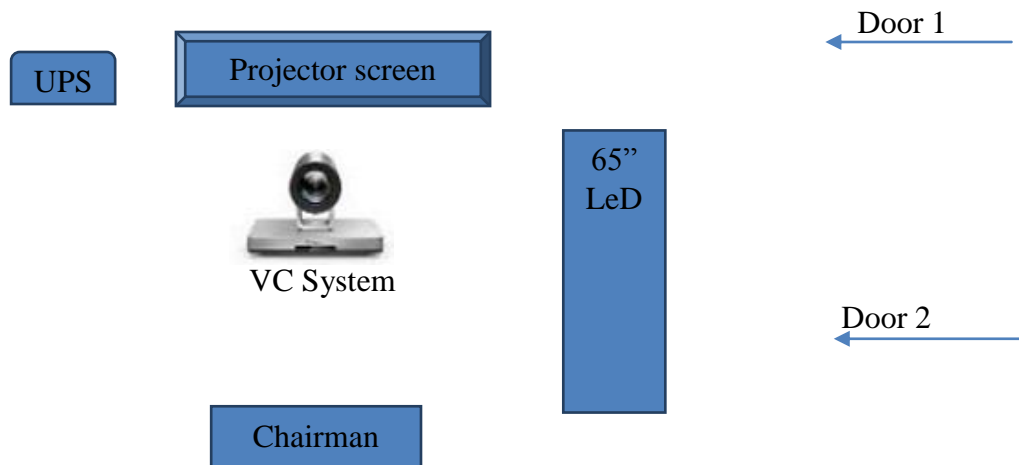 Door 1
UPS
Projector screen
65”
LeD
VC System
Door 2
Chairman